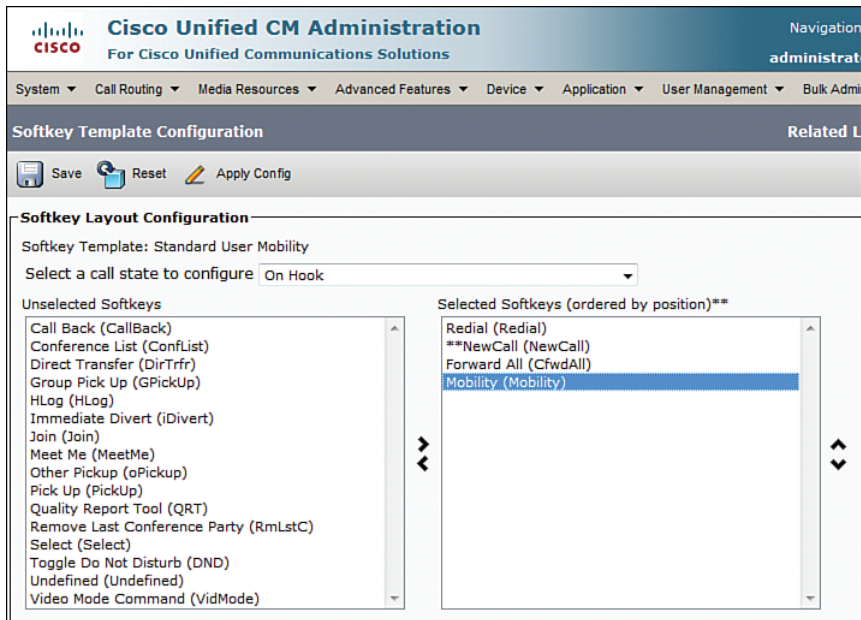 CISCO
Cisco Unified CM Administration
For Cisco Unified Communications Solutions
Navigation
administrat
System Call Routing Media Resources Advanced Features Device Application User Management Bulk Admi
Softkey Template Configuration
Related L
Save Reset Apply Config
Softkey Layout Configuration
Softkey Template: Standard User Mobility
Select a call state to configure On Hook
Unselected Softkeys
Call Back (CallBack)
Conference List (ConfList)
Direct Transfer (DirTrfr)
Group Pick Up (GPickUp)
HLog (HLog)
Immediate Divert (iDivert)
Join (Join)
Meet Me (MeetMe)
Other Pickup (oPickup)
Pick Up (PickUp)
Quality Report Tool (QRT)
Remove Last Conference Party (RmLstC)
Select (Select)
Toggle Do Not Disturb (DND)
Undefined (Undefined)
Video Mode Command (VidMode)
Selected Softkeys (ordered by position)**
Redial (Redial)
**NewCall (NewCall)
Forward All (CfwdAll)
Mobility (Mobility)